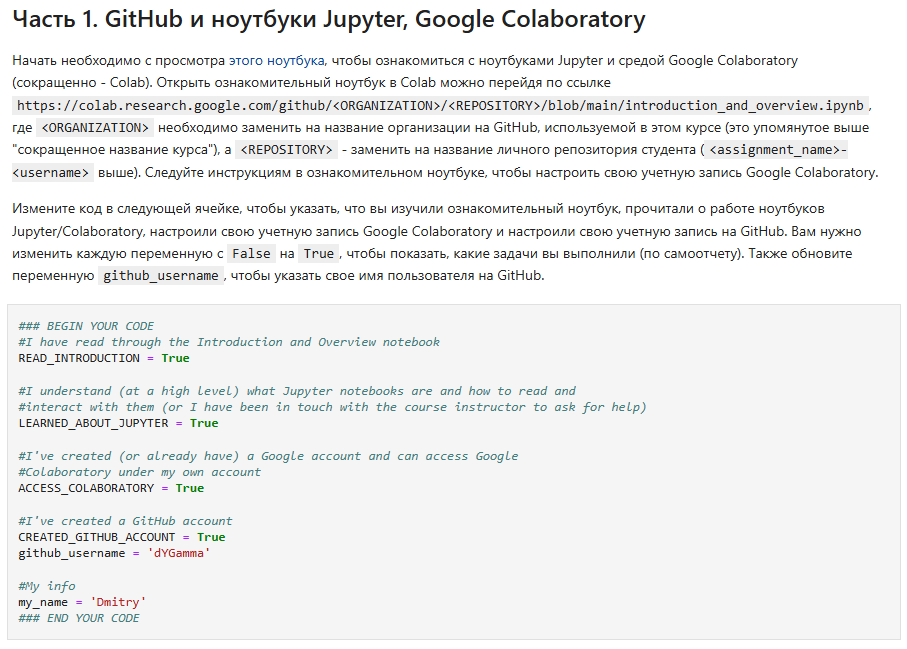 Часть 1. GitHub и ноутбуки Jupyter, Google Colaboratory
Начать необходимо с просмотра этого ноутбука, чтобы ознакомиться с ноутбуками Jupyter и средой Google Colaboratory
(сокращенно - Colab). Открыть ознакомительный ноутбук в Colab можно перейдя по ссылке
https://colab.research.google.com/github/<ORGANIZATION>/<REPOSITORY>/blob/main/introduction_and_overview.ipynb ,
где <ORGANIZATION> необходимо заменить на название организации на GitHub, используемой в этом курсе (это упомянутое выше
"сокращенное название курса"), а <REPOSITORY> - заменить на название личного репозитория студента ( <assignment_name>-
<username> выше). Следуйте инструкциям в ознакомительном ноутбуке, чтобы настроить свою учетную запись Google Colaboratory.
Измените код в следующей ячейке, чтобы указать, что вы изучили ознакомительный ноутбук, прочитали о работе ноутбуков
Jupyter/Colaboratory, настроили свою учетную запись Google Colaboratory и настроили свою учетную запись на GitHub. Вам нужно
изменить каждую переменную с False на True , чтобы показать, какие задачи вы выполнили (по самоотчету). Также обновите
переменную github_username , чтобы указать свое имя пользователя на GitHub.
### BEGIN YOUR CODE
#I have read through the Introduction and Overview notebook
READ_INTRODUCTION = True
#I understand (at a high level) what Jupyter notebooks are and how to read and
#interact with them (or I have been in touch with the course instructor to ask for help)
LEARNED_ABOUT_JUPYTER = True
#I've created (or already have) a Google account and can access Google
#Colaboratory under my own account
ACCESS_COLABORATORY = True
#I've created a GitHub account
CREATED_GITHUB_ACCOUNT = True
github_username = 'dYGamma'
#My info
my_name = 'Dmitry'
### END YOUR CODE